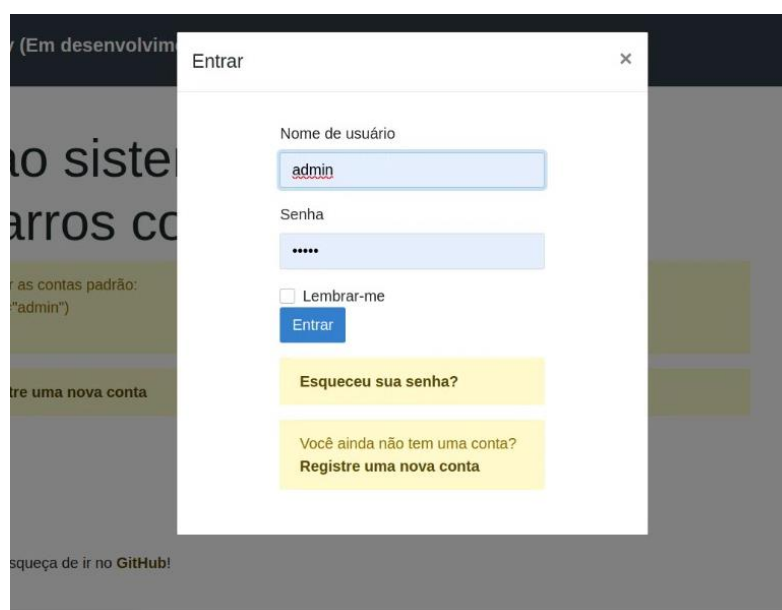 (Em desenvolvim
Entrar
×
Nome de usuário
admin
Senha
•••••
Lembrar-me
Entrar
Esqueceu sua senha?
Você ainda não tem uma conta?
Registre uma nova conta
ao siste
arros co
r as contas padrão:
="admin")
tre uma nova conta
squeça de ir no GitHub!